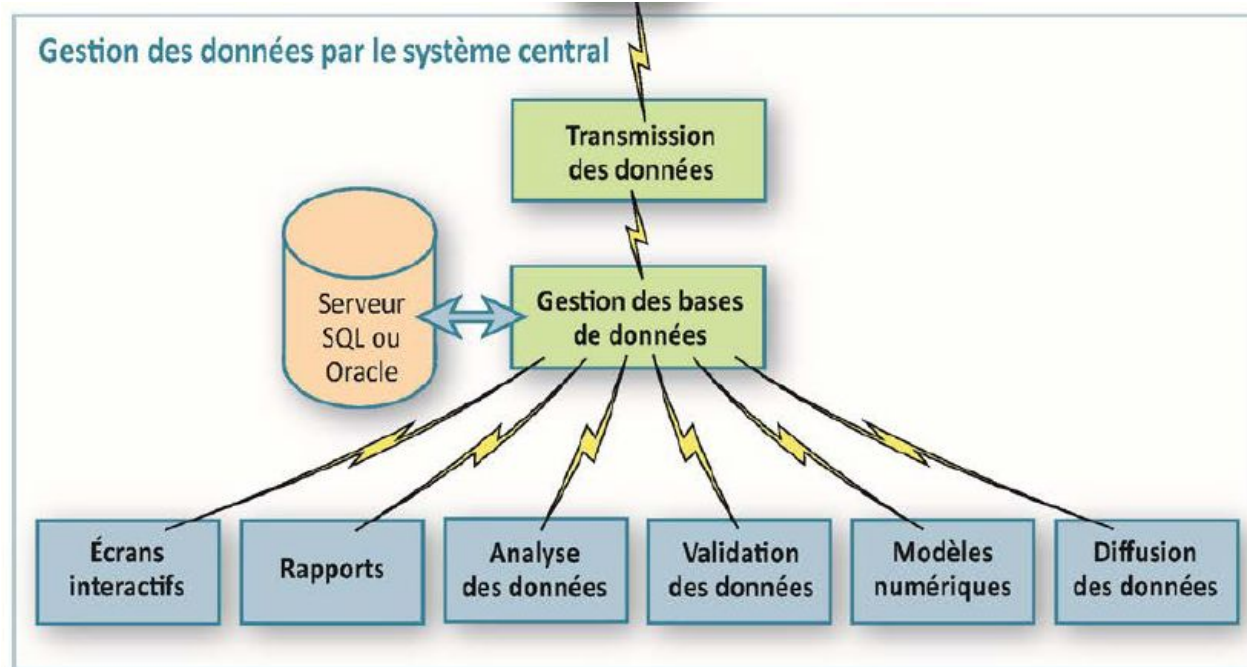 Gestion des données par le système central
Transmission
des données
Serveur
SQL ou
Oracle
Gestion des bases
de données
Écrans
interactifs
Rapports
Analyse
des données
Validation
des données
Modèles
numériques
Diffusion
des données